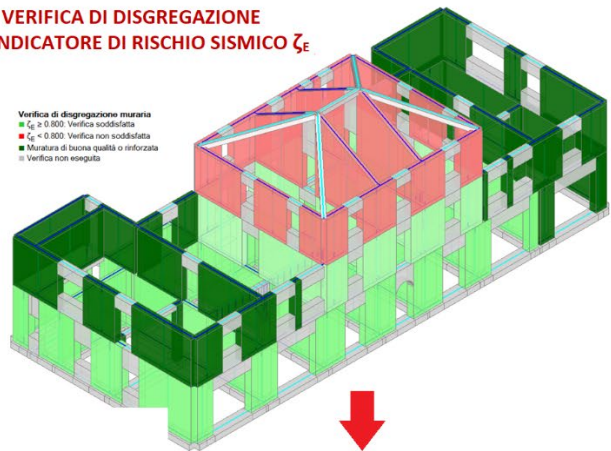 VERIFICA DI DISGREGAZIONE
NDICATORE DI RISCHIO SISMICO ζE
Verifica di disgregazione muraria
ζE ≥ 0.800: Verifica soddisfatta
ζE < 0.800: Verifica non soddisfatta
Muratura di buona qualità o rinforzata
Verifica non eseguita